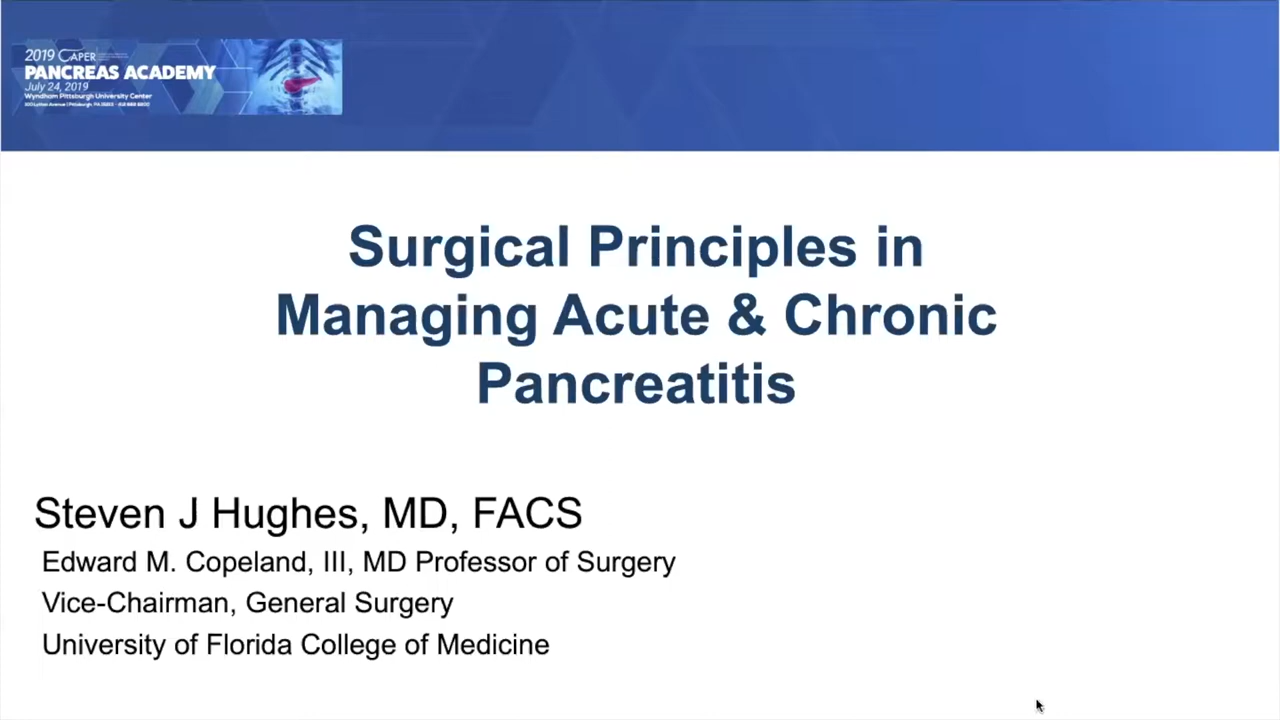 2019 CAPER
PANCREAS ACADEMY
July 24, 2019
Wyndham Pittsburgh University Center
Surgical Principles in
Managing Acute & Chronic
Pancreatitis
Steven J Hughes, MD, FACS
Edward M. Copeland, III, MD Professor of Surgery
Vice-Chairman, General Surgery
University of Florida College of Medicine